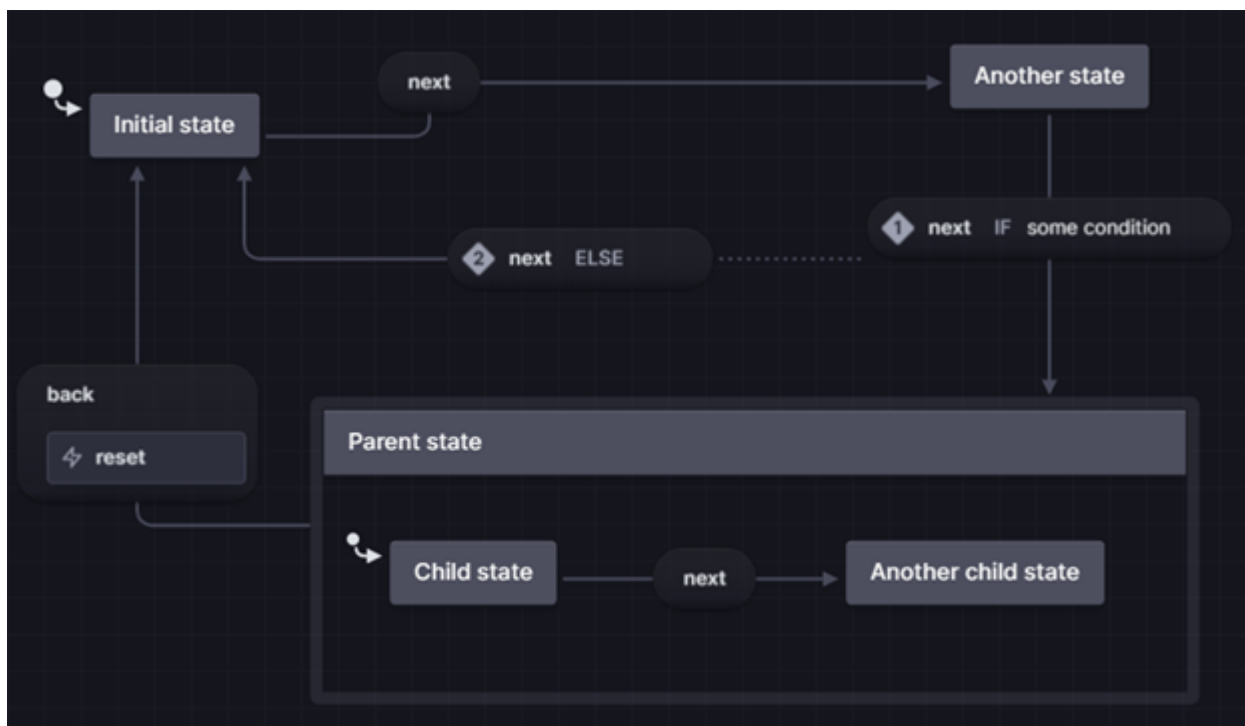 next
Another state
Initial state
1 next IF some condition
2 next ELSE
back
reset
Parent state
Child state
next
Another child state